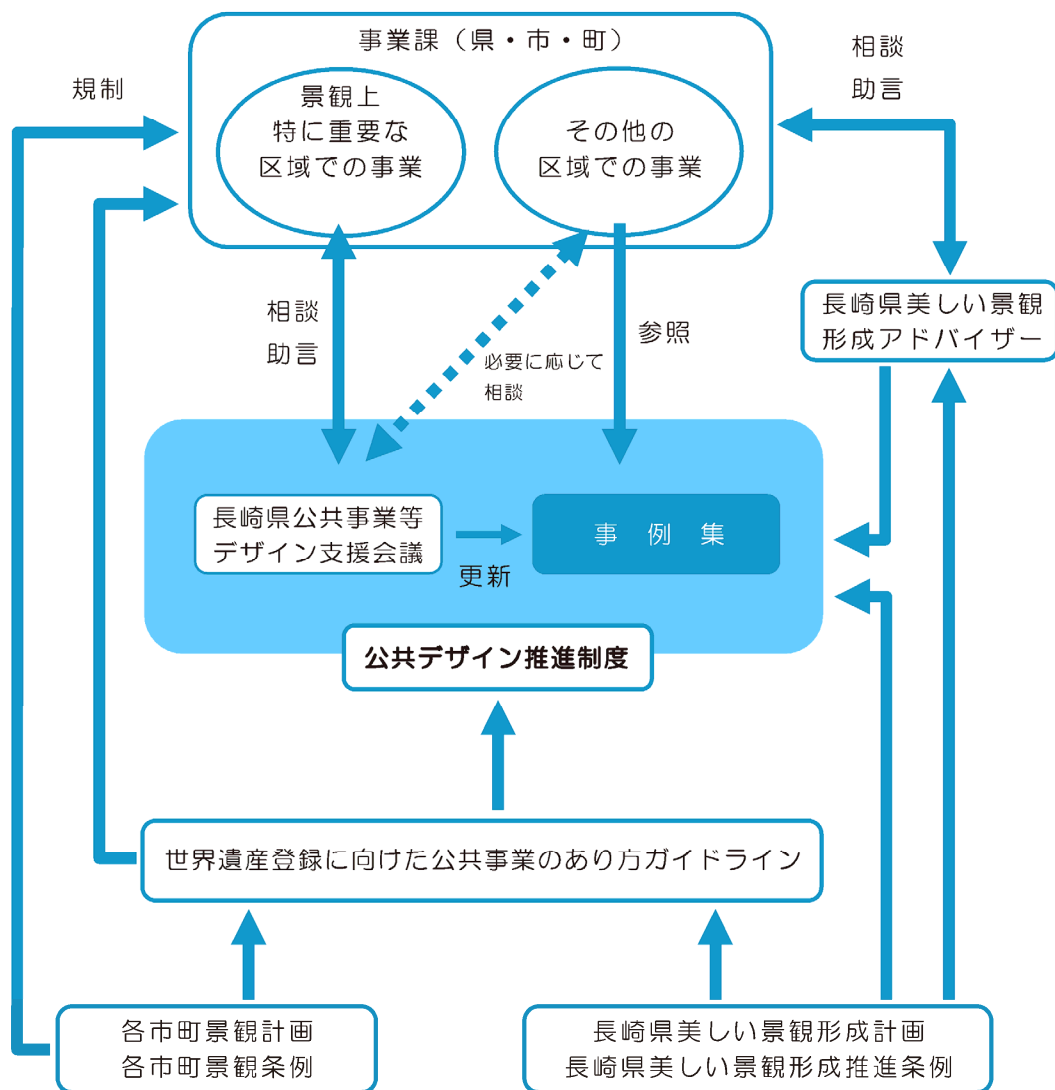 事業課（県・市・町）
規制
相談
助言
景観上
特に重要な
区域での事業
その他の
区域での事業
相談
助言
必要に応じて
相談
参照
長崎県美しい景観
形成アドバイザー
長崎県公共事業等
デザイン支援会議
更新
事例集
公共デザイン推進制度
世界遺産登録に向けた公共事業のあり方ガイドライン
各市町景観計画
各市町景観条例
長崎県美しい景観形成計画
長崎県美しい景観形成推進条例